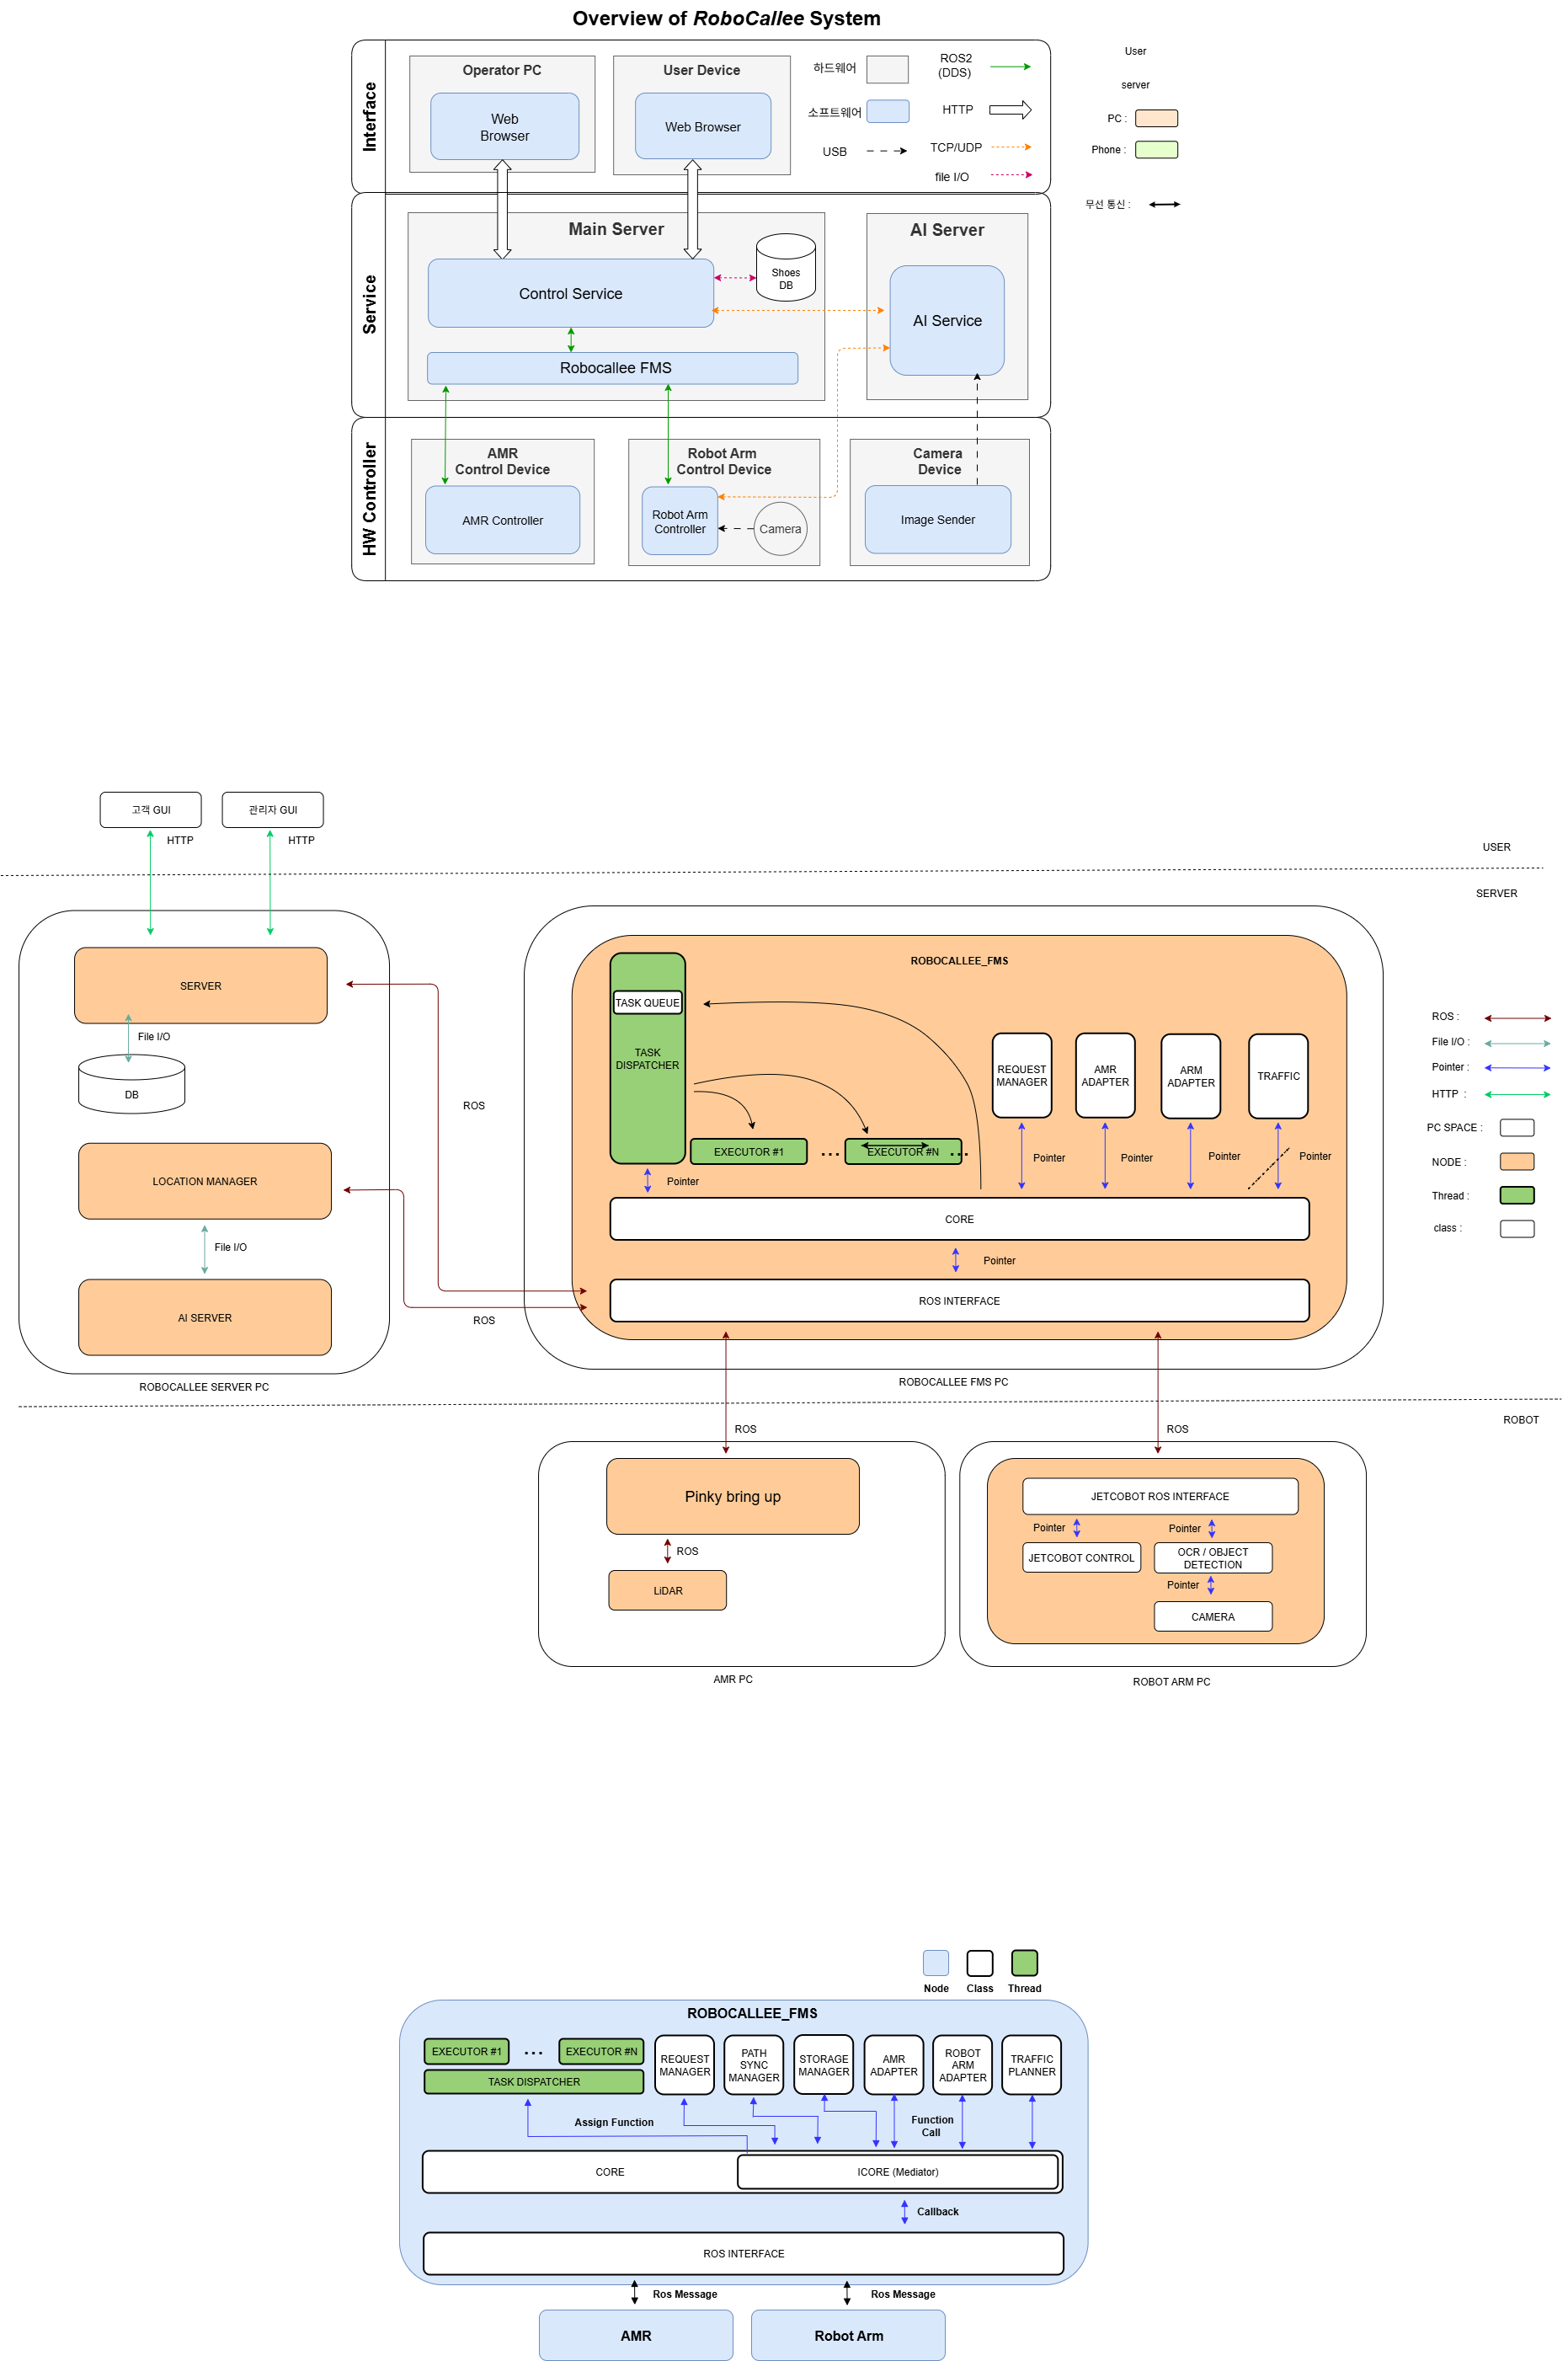 Overview of RoboCallee System
Interface
Operator PC
Web
Browser
User Device
Web Browser
하드웨어
소프트웨어
USB
ROS2
(DDS)
HTTP
TCP/UDP
file I/O
User
server
PC :
Phone :
무선 통신 :
Service
Main Server
Control Service
Shoes
DB
Robocallee FMS
AI Server
AI Service
HW Controller
AMR
Control Device
AMR Controller
Robot Arm
Control Device
Robot Arm
Controller
Camera
Camera
Device
Image Sender
고객 GUI
관리자 GUI
HTTP
HTTP
USER
SERVER
SERVER
File I/O
DB
LOCATION MANAGER
File I/O
AI SERVER
ROBOCALLEE SERVER PC
ROS
ROS
ROBOCALLEE_FMS
TASK QUEUE
TASK
DISPATCHER
EXECUTOR #1
...
EXECUTOR #N
...
REQUEST
MANAGER
AMR
ADAPTER
ARM
ADAPTER
TRAFFIC
Pointer
Pointer
Pointer
Pointer
Pointer
CORE
Pointer
ROS INTERFACE
ROBOCALLEE FMS PC
ROS :
File I/O :
Pointer :
HTTP :
PC SPACE :
NODE :
Thread :
class :
ROBOT
ROS
ROS
Pinky bring up
ROS
LiDAR
AMR PC
JETCOBOT ROS INTERFACE
Pointer
Pointer
JETCOBOT CONTROL
OCR / OBJECT
DETECTION
Pointer
CAMERA
ROBOT ARM PC
Node
Class
Thread
ROBOCALLEE_FMS
EXECUTOR #1
...
EXECUTOR #N
TASK DISPATCHER
REQUEST
MANAGER
PATH
SYNC
MANAGER
STORAGE
MANAGER
AMR
ADAPTER
ROBOT
ARM
ADAPTER
TRAFFIC
PLANNER
Assign Function
Function
Call
CORE
ICORE (Mediator)
Callback
ROS INTERFACE
Ros Message
Ros Message
AMR
Robot Arm